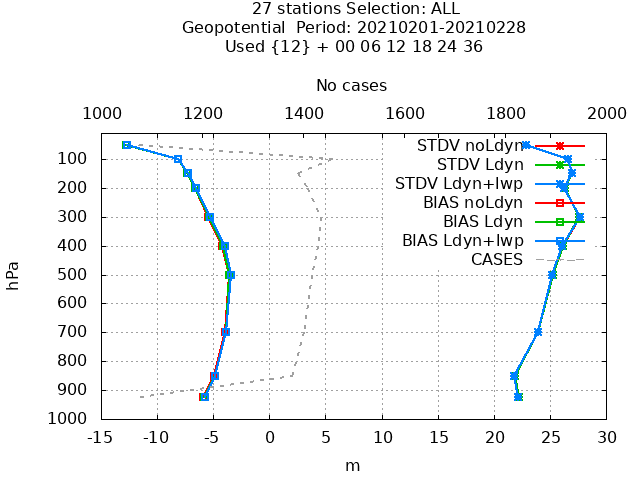 27 stations Selection: ALL
Geopotential  Period: 20210201-20210228
Used {12} + 00 06 12 18 24 36
No cases
1000 1200 1400 1600 1800 2000
STDV noLdyn
STDV Ldyn
STDV Ldyn+lwp
BIAS noLdyn
BIAS Ldyn
BIAS Ldyn+lwp
CASES
hPa
100
200
300
400
500
600
700
800
900
1000
-15 -10 -5 0 5 10 15 20 25 30
m